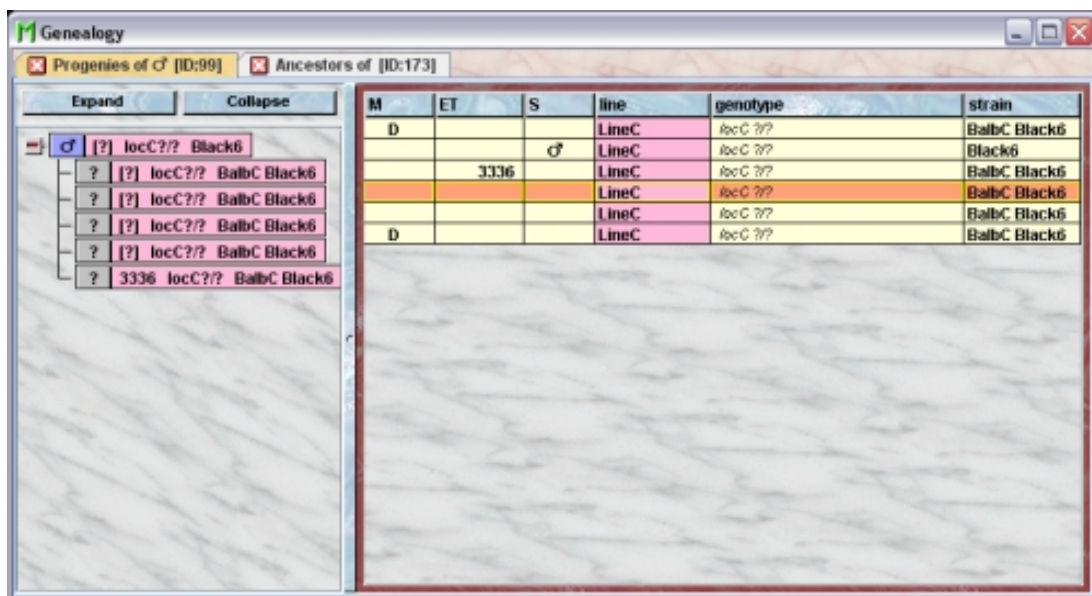 Genealogy
Progenies of ♂ [ID:99] Ancestors of [ID:173]
Expand Collapse
♂ [?] locC?/? Black6
? [?] locC?/? BalbC Black6
? [?] locC?/? BalbC Black6
? [?] locC?/? BalbC Black6
? [?] locC?/? BalbC Black6
? 3336 locC?/? BalbC Black6
M ET S line genotype strain
D LineC locC ?/? BalbC Black6
♂ LineC locC ?/? Black6
3336 LineC locC ?/? BalbC Black6
LineC locC ?/? BalbC Black6
LineC locC ?/? BalbC Black6
D LineC locC ?/? BalbC Black6